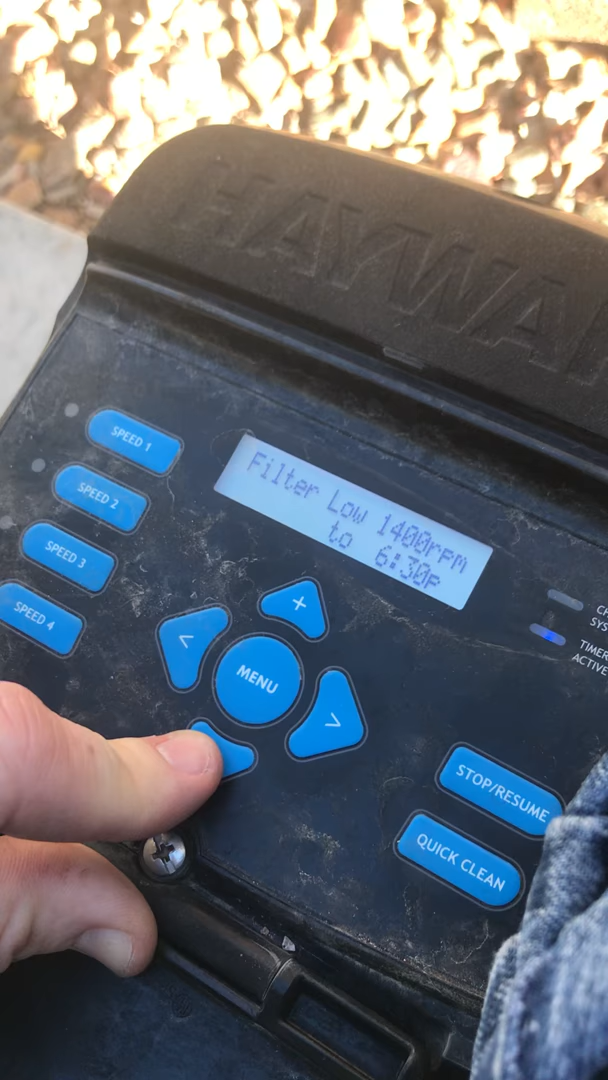 HAYWA
SPEED 1
SPEED 2
SPEED 3
SPEED 4
Filter Low 1400rpm
to 6:30p
+
<
MENU
>
TIMER
ACTIVE
STOP/RESUME
QUICK CLEAN